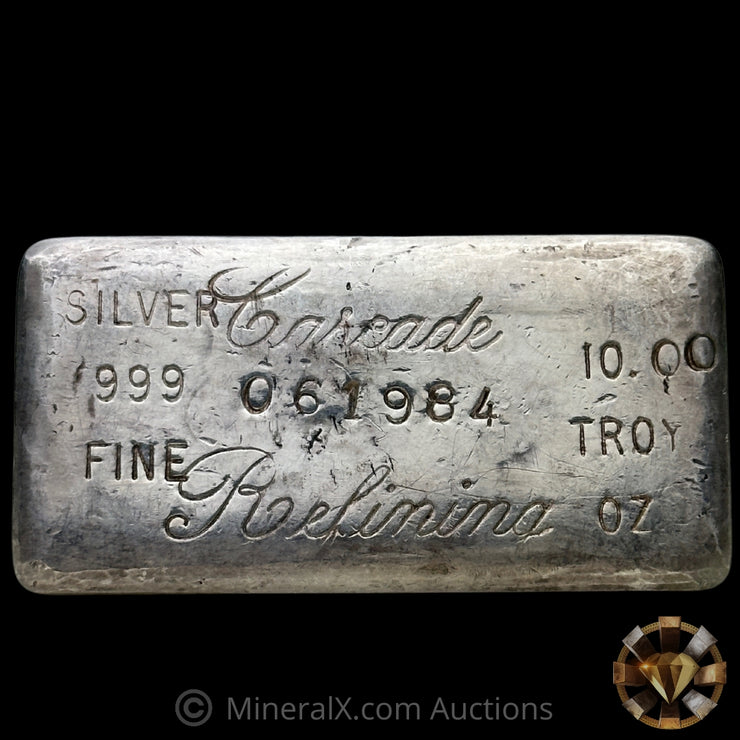 SILVER Cascade
999 061984 10.00
FINE TROY
Refining OZ
© MineralX.com Auctions